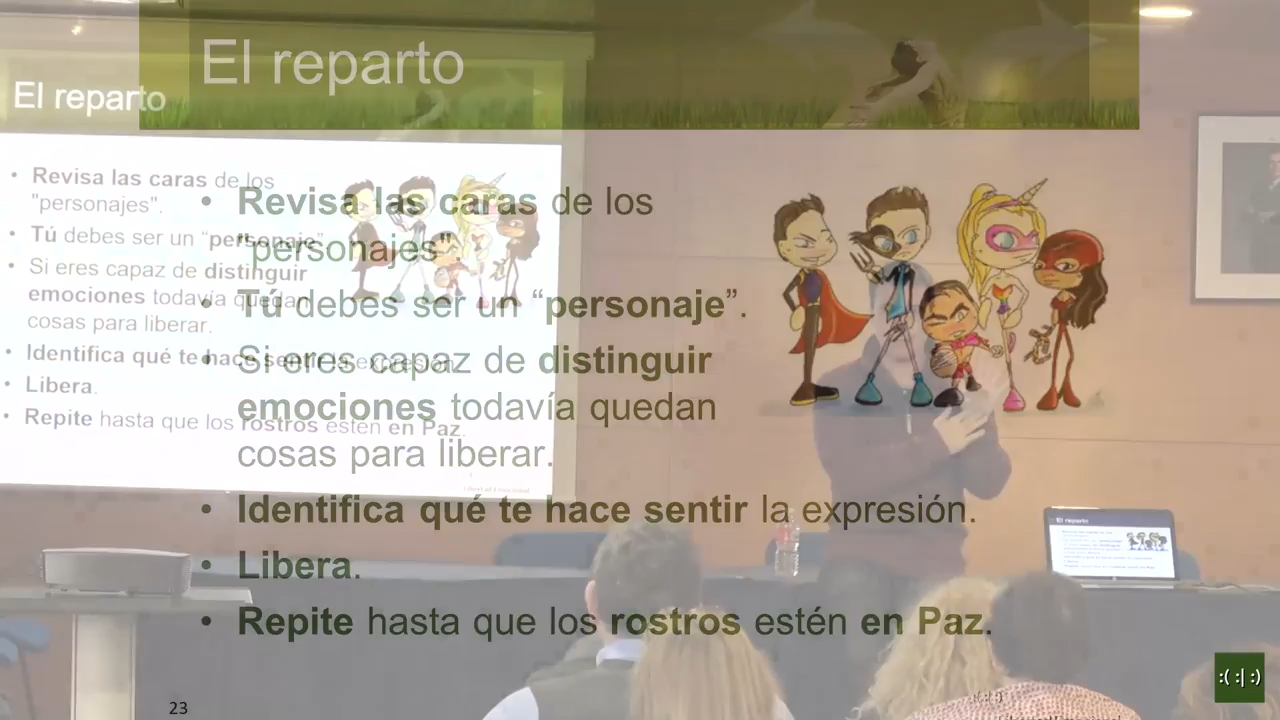 El reparto
• Revisa las caras de los
"personajes".
• Tú debes ser un “personaje”.
• Si eres capaz de distinguir
emociones todavía quedan
cosas para liberar.
• Identifica qué te hace sentir la expresión.
• Libera.
• Repite hasta que los rostros estén en Paz.
23
:( :| :)
El reparto
• Revisa las caras de los
"personajes".
• Tú debes ser un “personaje”
• Si eres capaz de distinguir
emociones todavía quedan
cosas para liberar.
• Identifica qué te hace sentir la expresión.
• Libera.
• Repite hasta que los rostros estén en Paz.
El reparto